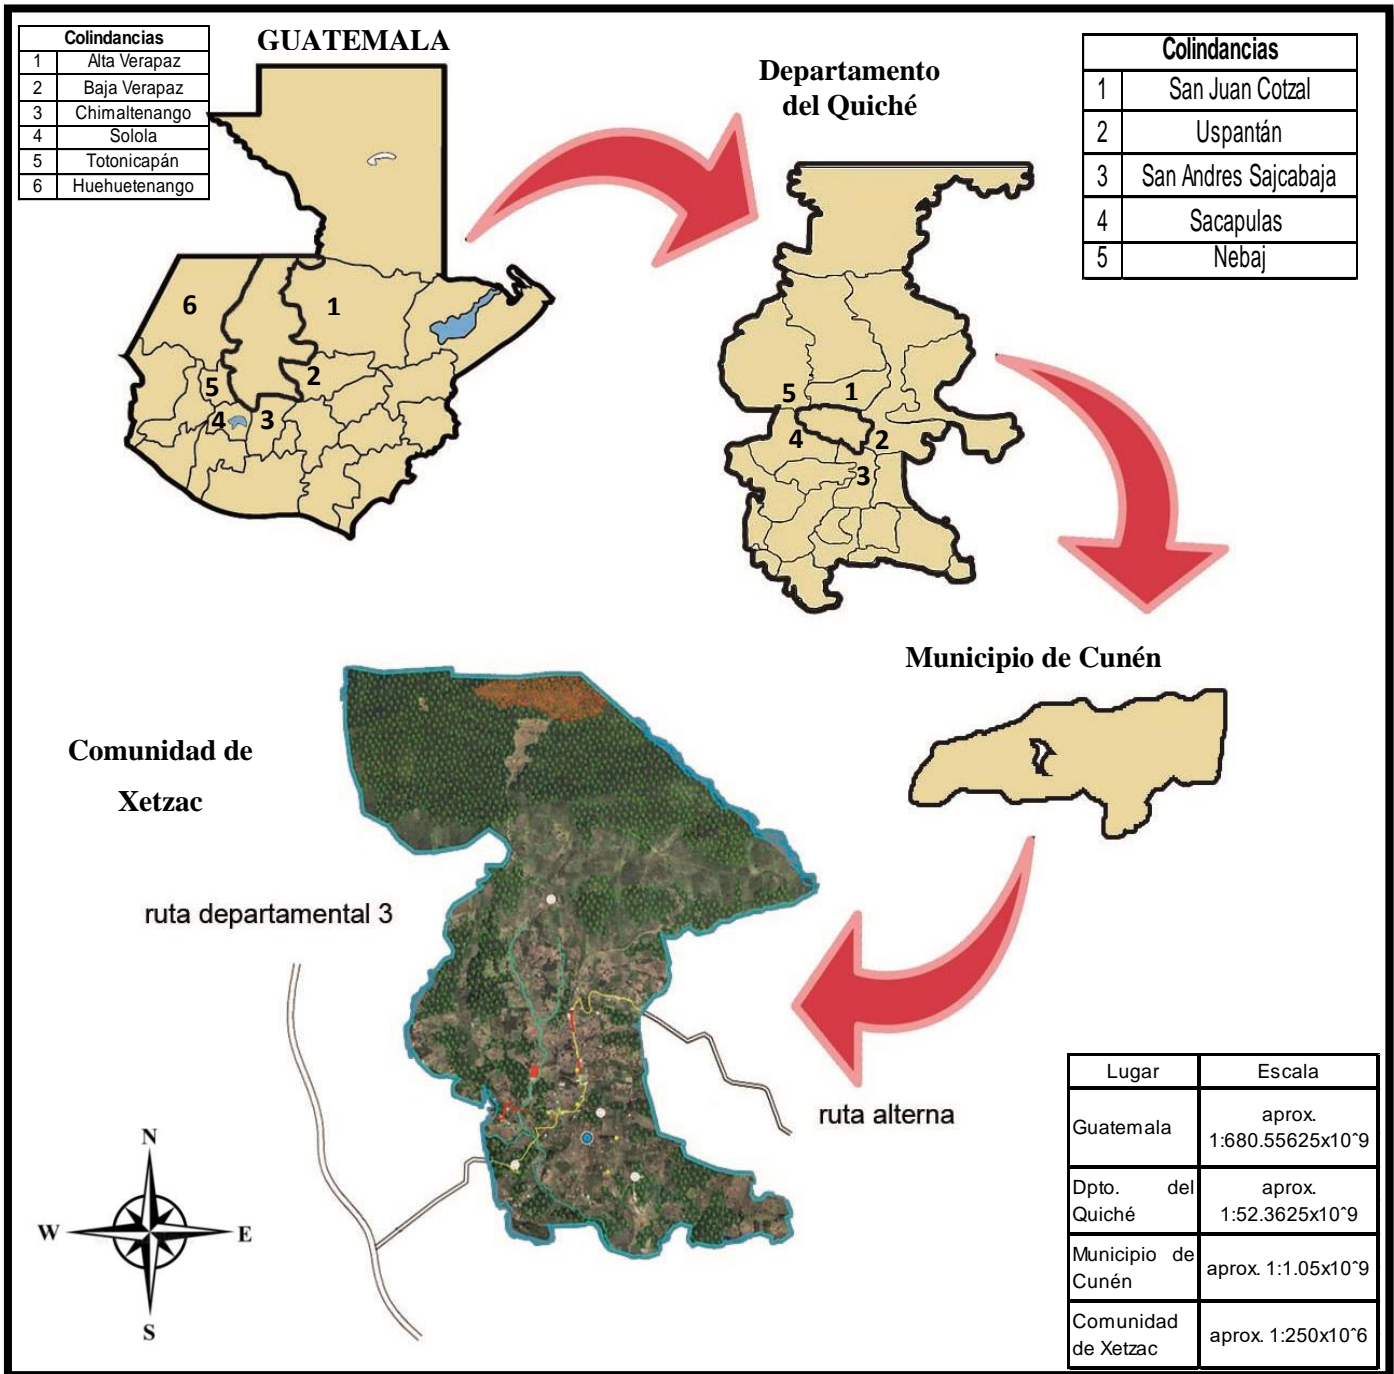 Colindancias
1 Alta Verapaz
2 Baja Verapaz
3 Chimaltenango
4 Solola
5 Totonicapán
6 Huehuetenango
GUATEMALA
6
1
5
2
4
3
Departamento
del Quiché
Colindancias
1 San Juan Cotzal
2 Uspantán
3 San Andres Sajcabaja
4 Sacapulas
5 Nebaj
5
1
4
2
3
Municipio de Cunén
Comunidad de
Xetzac
ruta departamental 3
ruta alterna
N
W
E
S
Lugar Escala
Guatemala aprox.
1:680.55625x10ˆ9
Dpto. del
Quiché
aprox.
1:52.3625x10ˆ9
Municipio de
Cunén
aprox. 1:1.05x10ˆ9
Comunidad
de Xetzac
aprox. 1:250x10ˆ6